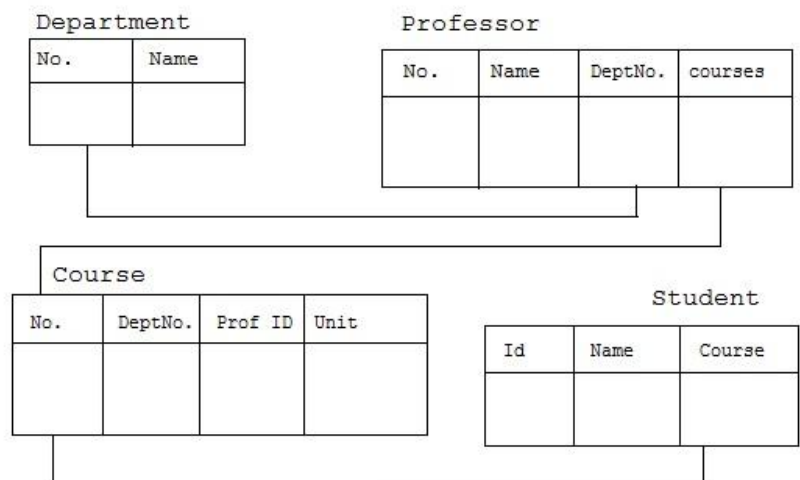 Department
No. Name
Professor
No. Name DeptNo. courses
Course
No. DeptNo. Prof ID Unit
Student
Id Name Course